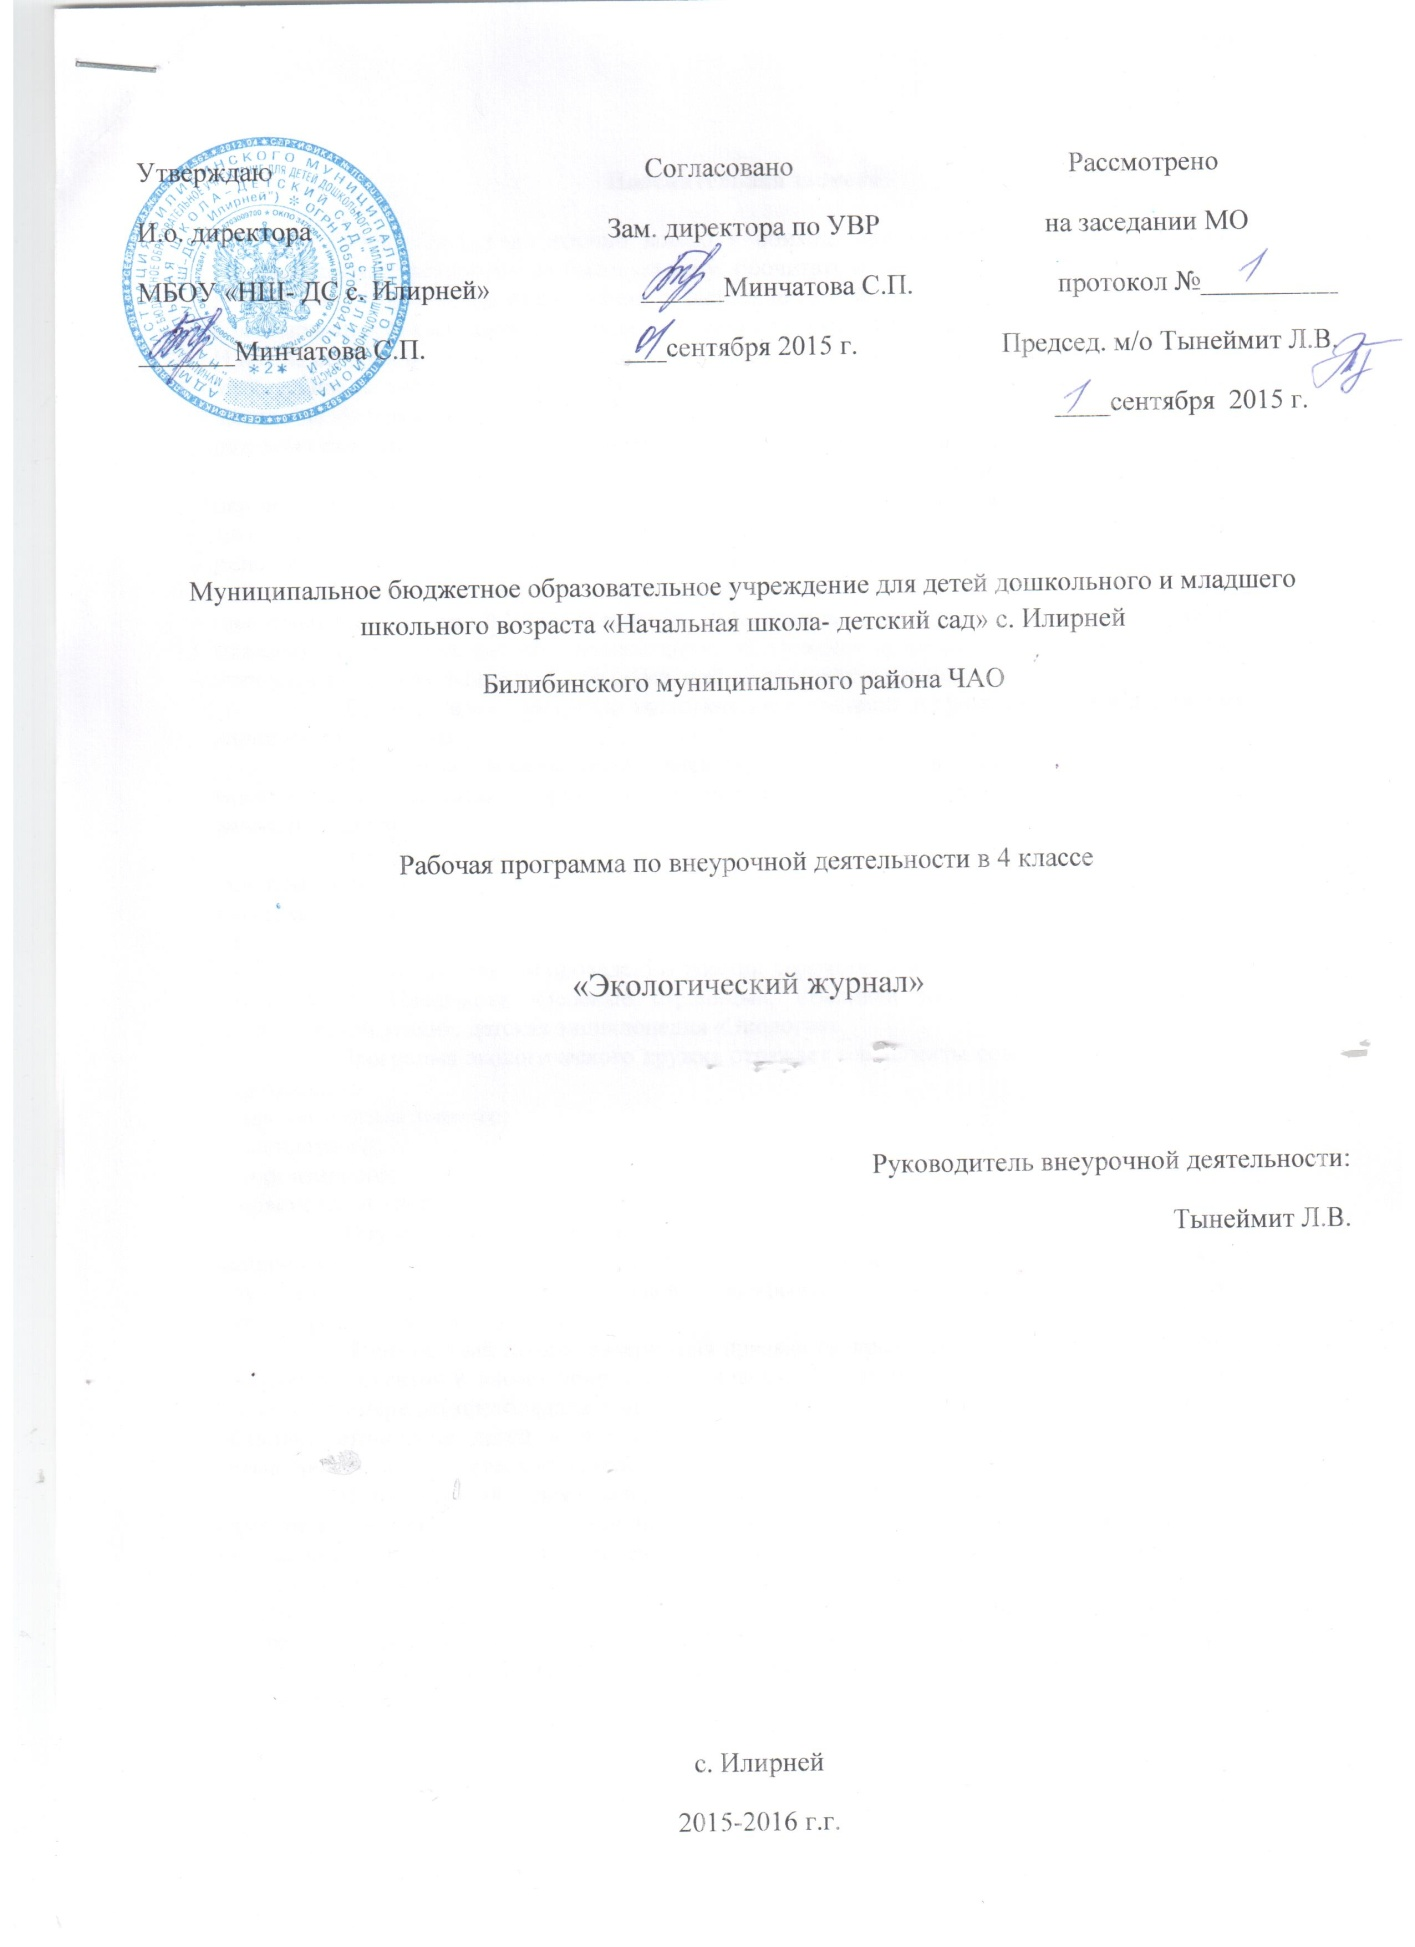 Утверждаю
И.о. директора
МБОУ «НШ- ДС с. Илирней»
_______Минчатова С.П.
Согласовано
Зам. директора по УВР
______Минчатова С.П.
01 сентября 2015 г.
Рассмотрено
на заседании МО
протокол № 1
Председ. м/о Тынеймит Л.В.
1 сентября 2015 г.
Муниципальное бюджетное образовательное учреждение для детей дошкольного и младшего
школьного возраста «Начальная школа- детский сад» с. Илирней
Билибинского муниципального района ЧАО
Рабочая программа по внеурочной деятельности в 4 классе
«Экологический журнал»
Руководитель внеурочной деятельности:
Тынеймит Л.В.
с. Илирней
2015-2016 г.г.